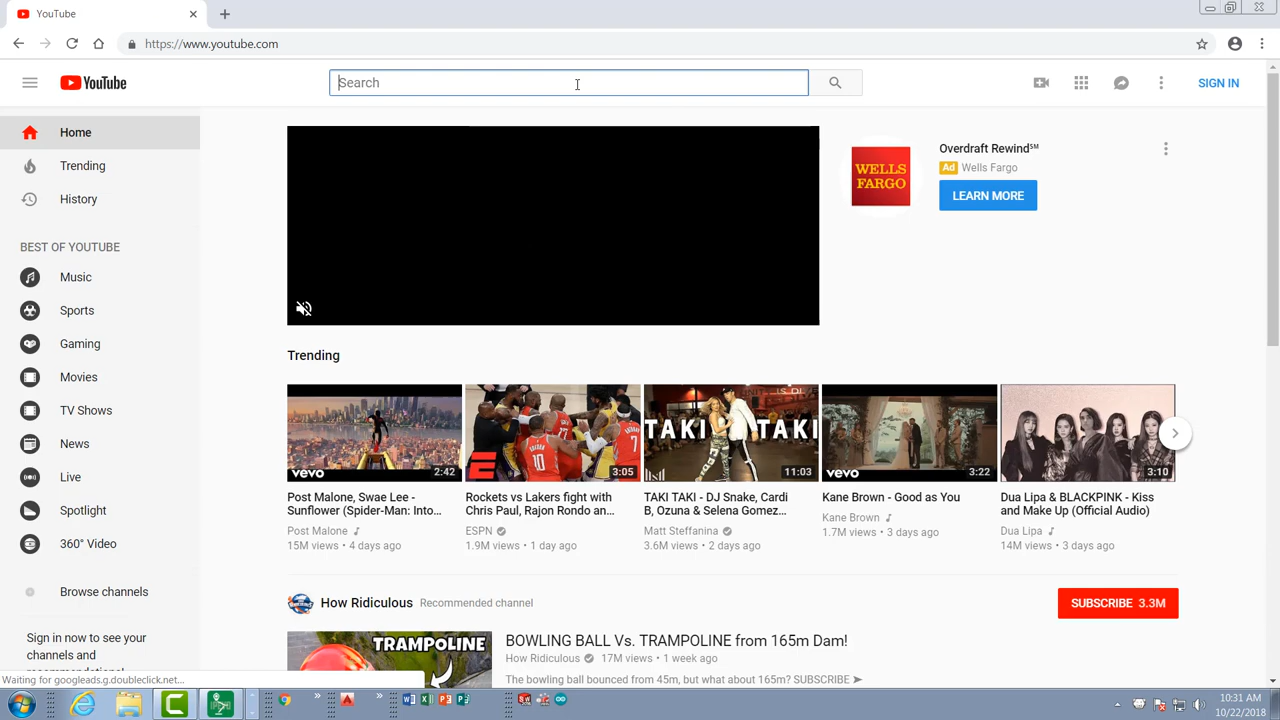 YouTube
https://www.youtube.com
YouTube
Search
SIGN IN
Home
Trending
History
BEST OF YOUTUBE
Music
Sports
Gaming
Movies
TV Shows
News
Live
Spotlight
360° Video
Browse channels
Sign in now to see your
channels and
WELLS
FARGO
Overdraft Rewind℠
Ad Wells Fargo
LEARN MORE
Trending
vevo 2:42
3:05
TAKI TAKI
11:03
vevo 3:22
3:10
Post Malone, Swae Lee -
Sunflower (Spider-Man: Into...
Post Malone
15M views • 4 days ago
Rockets vs Lakers fight with
Chris Paul, Rajon Rondo an...
ESPN
1.9M views • 1 day ago
TAKI TAKI - DJ Snake, Cardi
B, Ozuna & Selena Gomez...
Matt Steffanina
3.6M views • 2 days ago
Kane Brown - Good as You
Kane Brown
1.7M views • 3 days ago
Dua Lipa & BLACKPINK - Kiss
and Make Up (Official Audio)
Dua Lipa
14M views • 3 days ago
How Ridiculous Recommended channel
SUBSCRIBE 3.3M
TRAMPOLINE
BOWLING BALL Vs. TRAMPOLINE from 165m Dam!
How Ridiculous 17M views • 1 week ago
The bowling ball bounced from 45m, but what about 165m? SUBSCRIBE ➤
Waiting for googleads.g.doubleclick.net...
10:31 AM
10/22/2018